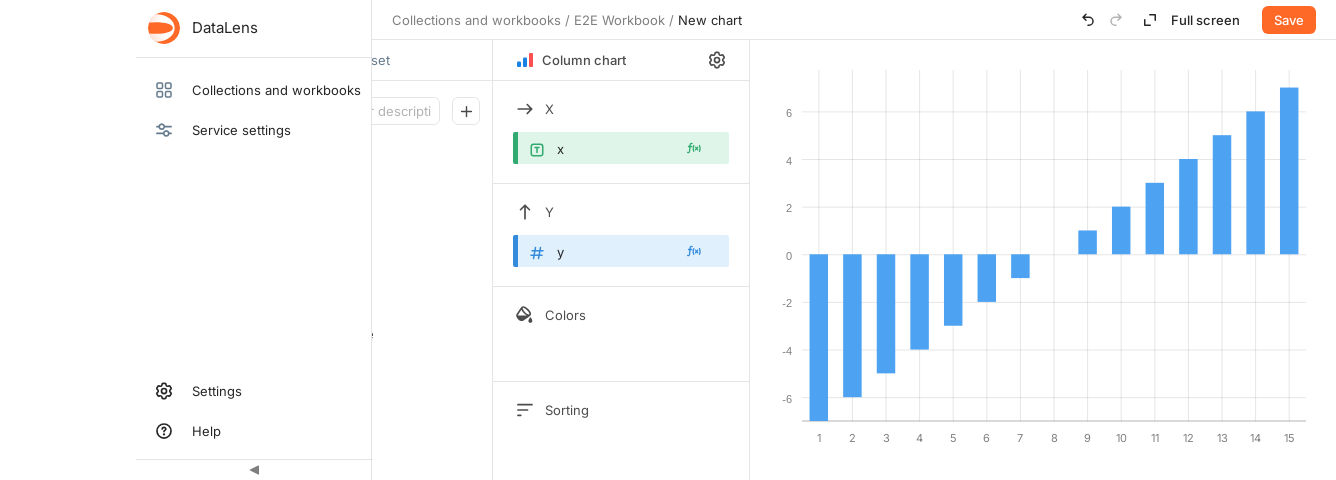 DataLens
Collections and workbooks
Service settings
Settings
Help
Collections and workbooks / E2E Workbook / New chart
Full screen
Save
set
r descripti
Column chart
X
x
f(x)
Y
y
f(x)
Colors
Sorting
6
4
2
0
-2
-4
-6
1 2 3 4 5 6 7 8 9 10 11 12 13 14 15